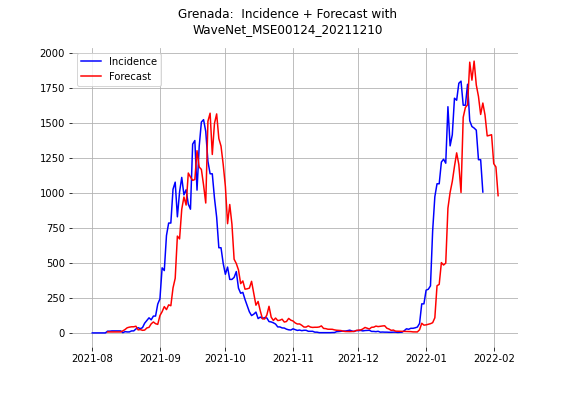 Grenada:  Incidence + Forecast with
WaveNet_MSE00124_20211210
Incidence
Forecast
2000
1750
1500
1250
1000
750
500
250
0
2021-08 2021-09 2021-10 2021-11 2021-12 2022-01 2022-02